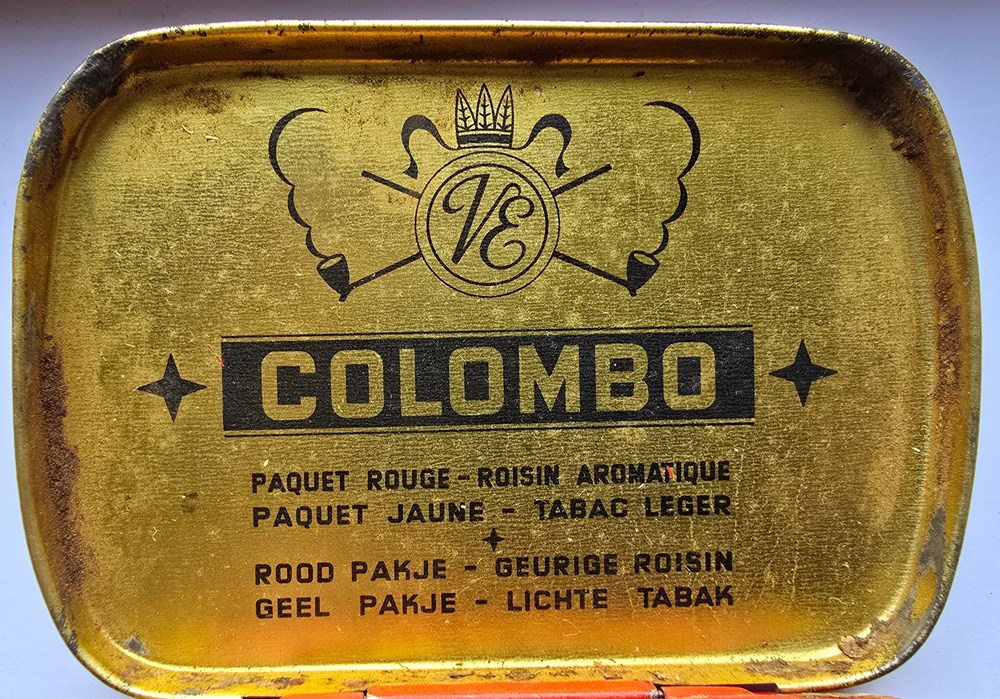 VE
COLOMBO
PAQUET ROUGE - ROISIN AROMATIQUE
PAQUET JAUNE - TABAC LEGER
ROOD PAKJE - GEURIGE ROISIN
GEEL PAKJE - LICHTE TABAK